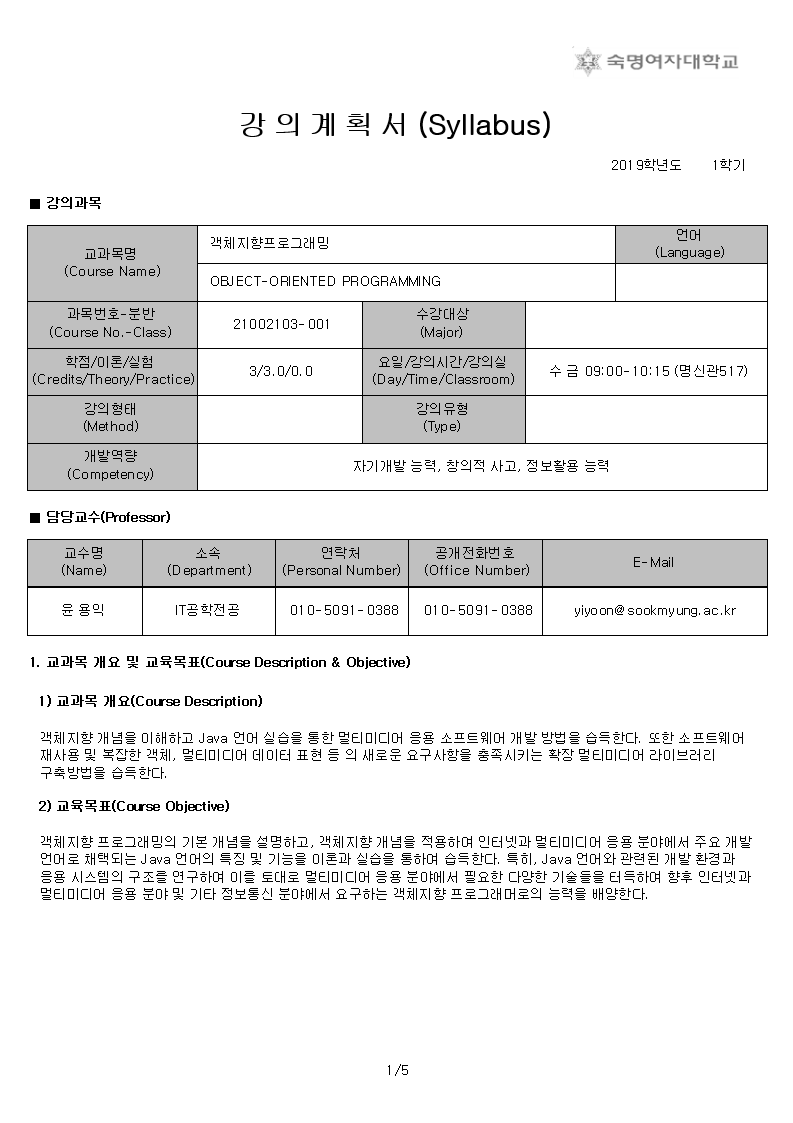 숙명여자대학교
강 의 계 획 서 (Syllabus)
2019학년도 1학기
■ 강의과목
교과목명
(Course Name)
객체지향프로그래밍
언어
(Language)
OBJECT-ORIENTED PROGRAMMING
과목번호-분반
(Course No.-Class)
21002103-001
수강대상
(Major)
학점/이론/실험
(Credits/Theory/Practice)
3/3.0/0.0
요일/강의시간/강의실
(Day/Time/Classroom)
수 금 09:00-10:15 (명신관517)
강의형태
(Method)
강의유형
(Type)
개발역량
(Competency)
자기개발 능력, 창의적 사고, 정보활용 능력
■ 담당교수(Professor)
교수명
(Name)
소속
(Department)
연락처
(Personal Number)
공개전화번호
(Office Number)
E-Mail
윤 용익
IT공학전공
010-5091-0388
010-5091-0388
yiyoon@sookmyung.ac.kr
1. 교과목 개요 및 교육목표(Course Description & Objective)
1) 교과목 개요(Course Description)
객체지향 개념을 이해하고 Java 언어 실습을 통한 멀티미디어 응용 소프트웨어 개발 방법을 습득한다. 또한 소프트웨어
재사용 및 복잡한 객체, 멀티미디어 데이터 표현 등 의 새로운 요구사항을 충족시키는 확장 멀티미디어 라이브러리
구축방법을 습득한다.
2) 교육목표(Course Objective)
객체지향 프로그래밍의 기본 개념을 설명하고, 객체지향 개념을 적용하여 인터넷과 멀티미디어 응용 분야에서 주요 개발
언어로 채택되는 Java 언어의 특징 및 기능을 이론과 실습을 통하여 습득한다. 특히, Java 언어와 관련된 개발 환경과
응용 시스템의 구조를 연구하여 이를 토대로 멀티미디어 응용 분야에서 필요한 다양한 기술들을 터득하여 향후 인터넷과
멀티미디어 응용 분야 및 기타 정보통신 분야에서 요구하는 객체지향 프로그래머로의 능력을 배양한다.
1/5